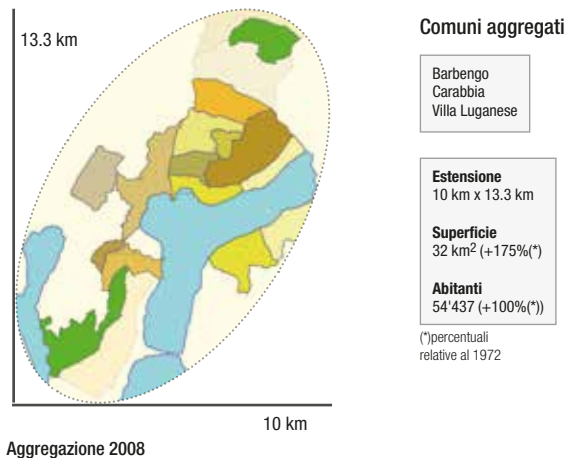 13.3 km
10 km
Aggregazione 2008
Comuni aggregati
Barbengo
Carabbia
Villa Luganese
Estensione
10 km x 13.3 km
Superficie
32 km² (+175%(*)
Abitanti
54'437 (+100%(*))
(*)percentuali
relative al 1972